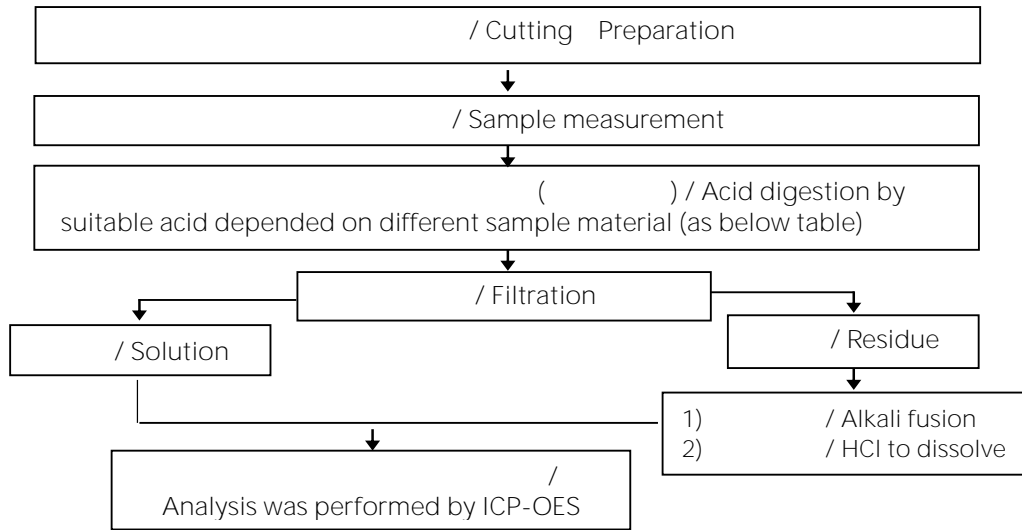 / Cutting Preparation
/ Sample measurement
( ) / Acid digestion by
suitable acid depended on different sample material (as below table)
/ Filtration
/ Solution
/ Residue
1) / Alkali fusion
2) / HCl to dissolve
/
Analysis was performed by ICP-OES